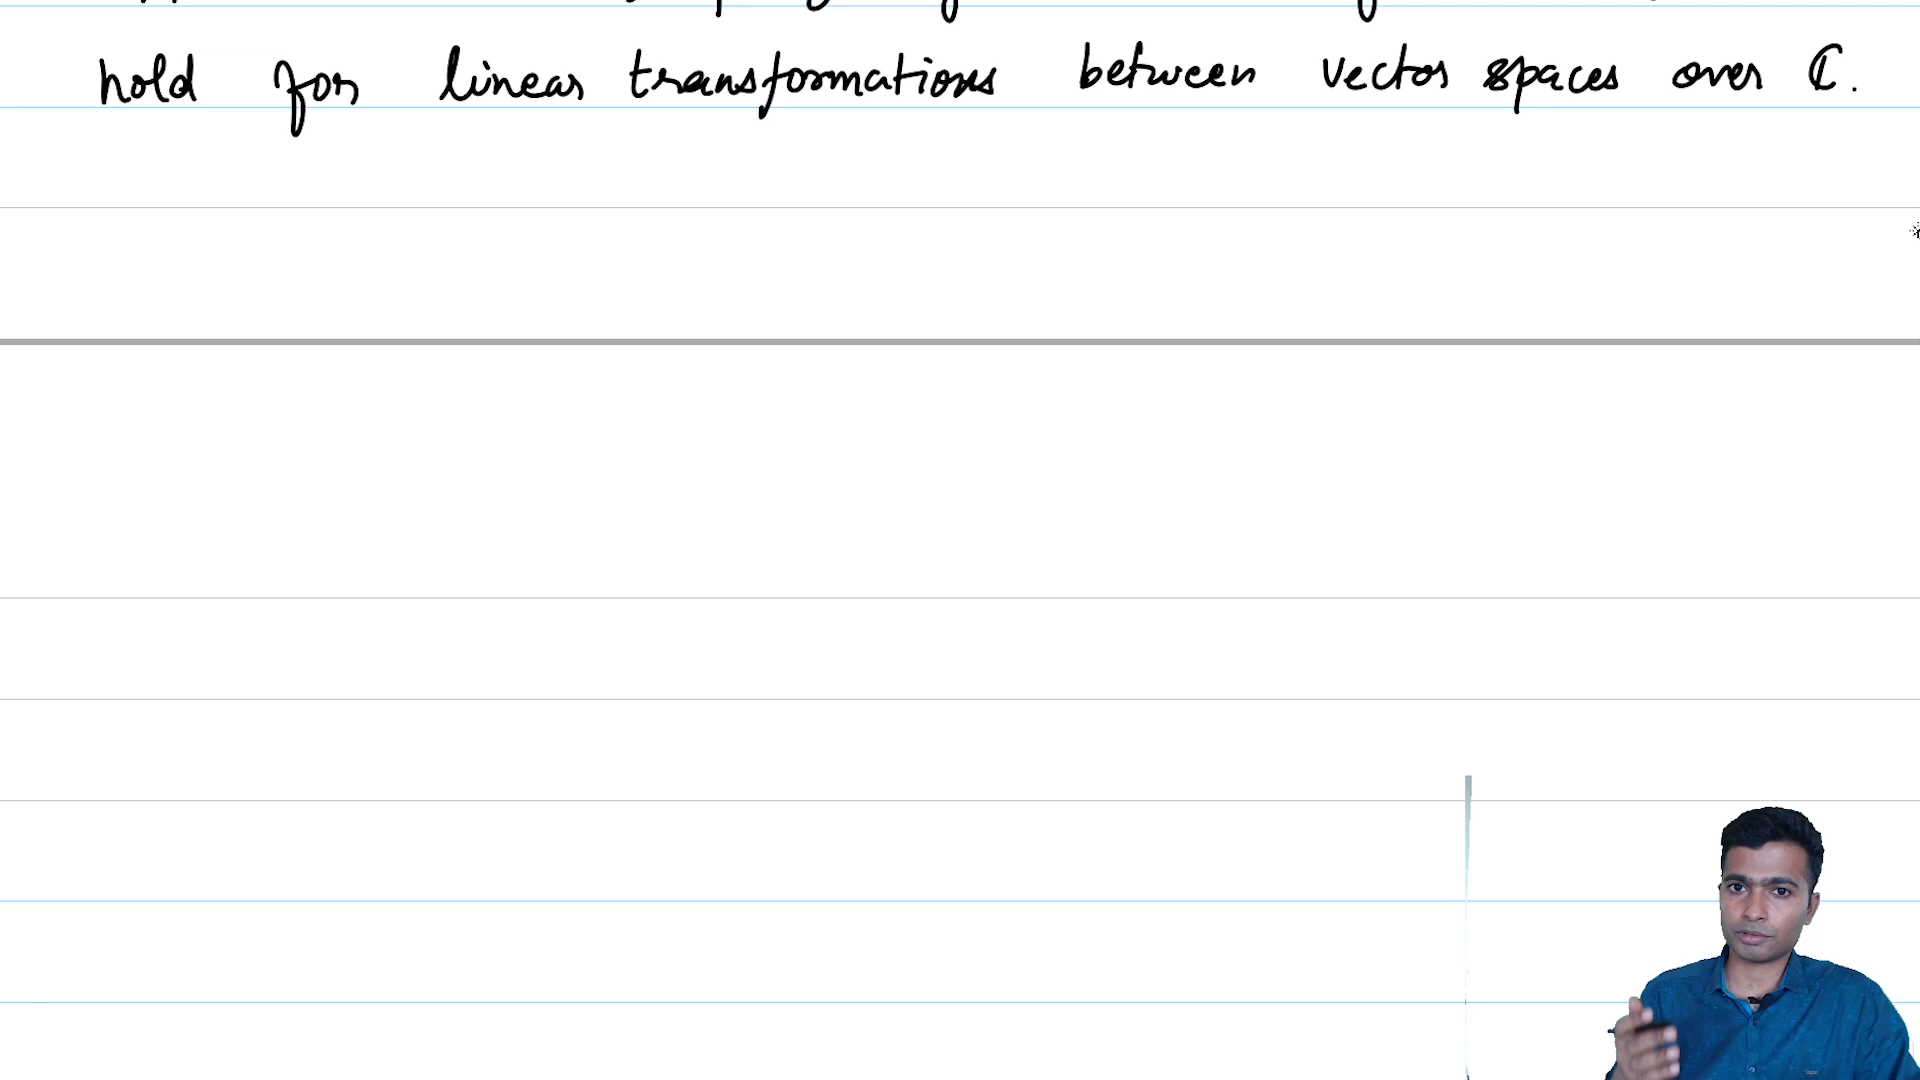 hold for linear transformations between vector spaces over ℂ.